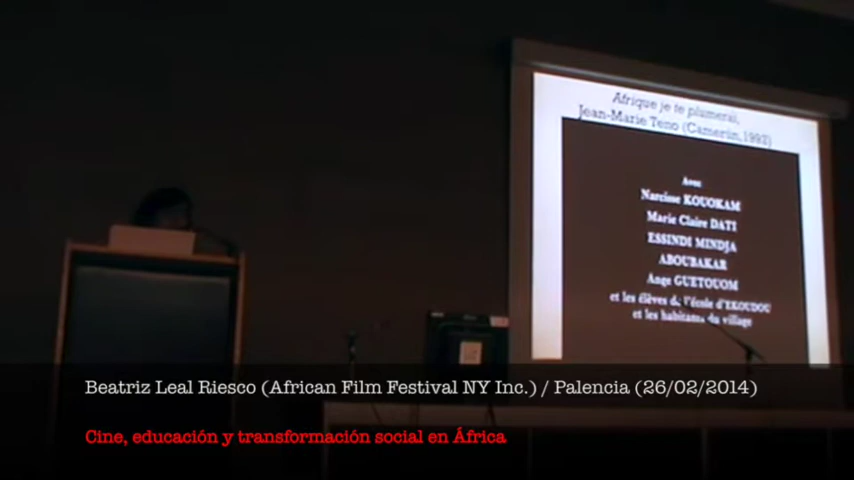 Afrique je te plumerai,
Jean-Marie Teno (Camerún, 1992)
Avec
Narcisse KOUOKAM
Marie Claire DATI
ESSINDI MINDJA
ABOUBAKAR
Ange GUETOUOM
et les élèves de l'école d'EKOUDOU
et les habitants du village
Beatriz Leal Riesco (African Film Festival NY Inc.) / Palencia (26/02/2014)
Cine, educación y transformación social en África